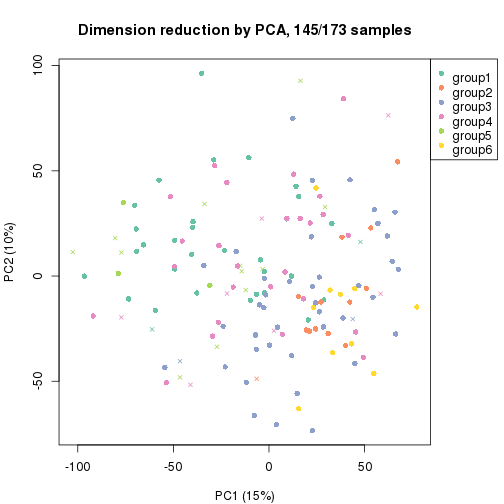 Dimension reduction by PCA, 145/173 samples
100
50
0
-50
PC2 (10%)
-100
-50
0
50
PC1 (15%)
group1
group2
group3
group4
group5
group6